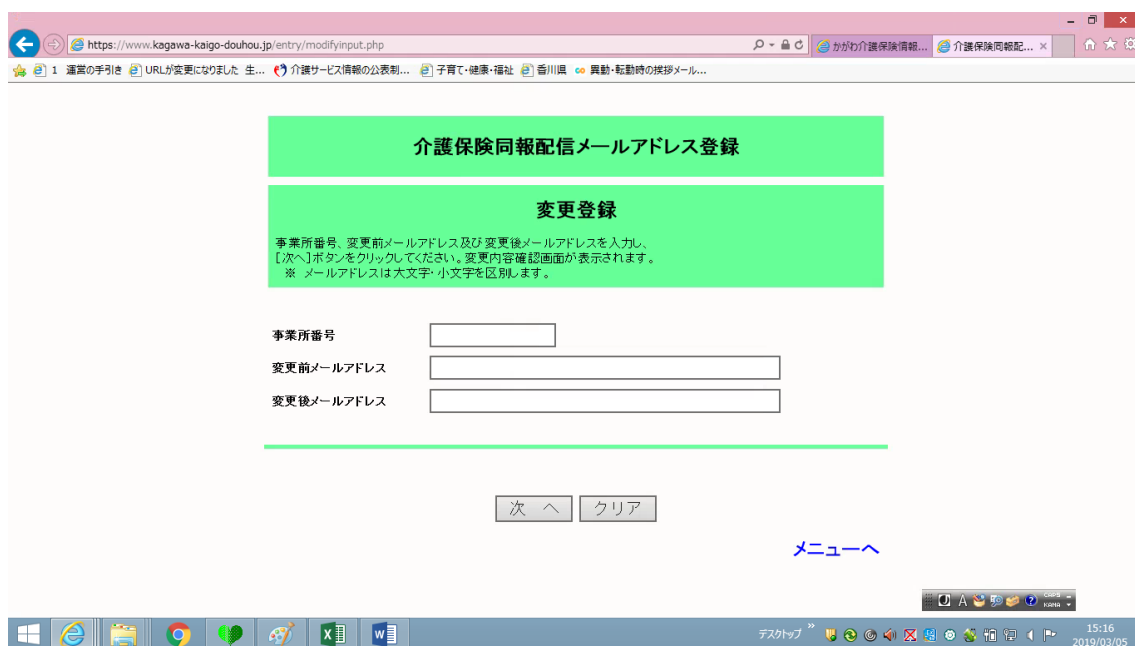 https://www.kagawa-kaigo-douhou.jp/entry/modifyinput.php
かがわ介護保険情報...
介護保険同報配...
1 運営の手引き
URLが変更になりました 生...
介護サービス情報の公表制...
子育て・健康・福祉
香川県
異動・転勤時の挨拶メール...
介護保険同報配信メールアドレス登録
変更登録
事業所番号、変更前メールアドレス及び変更後メールアドレスを入力し、
[次へ]ボタンをクリックしてください。変更内容確認画面が表示されます。
※ メールアドレスは大文字・小文字を区別します。
事業所番号
変更前メールアドレス
変更後メールアドレス
次 へ
クリア
メニューへ
A
CAPS
KANA
デスクトップ
15:16
2019/03/05